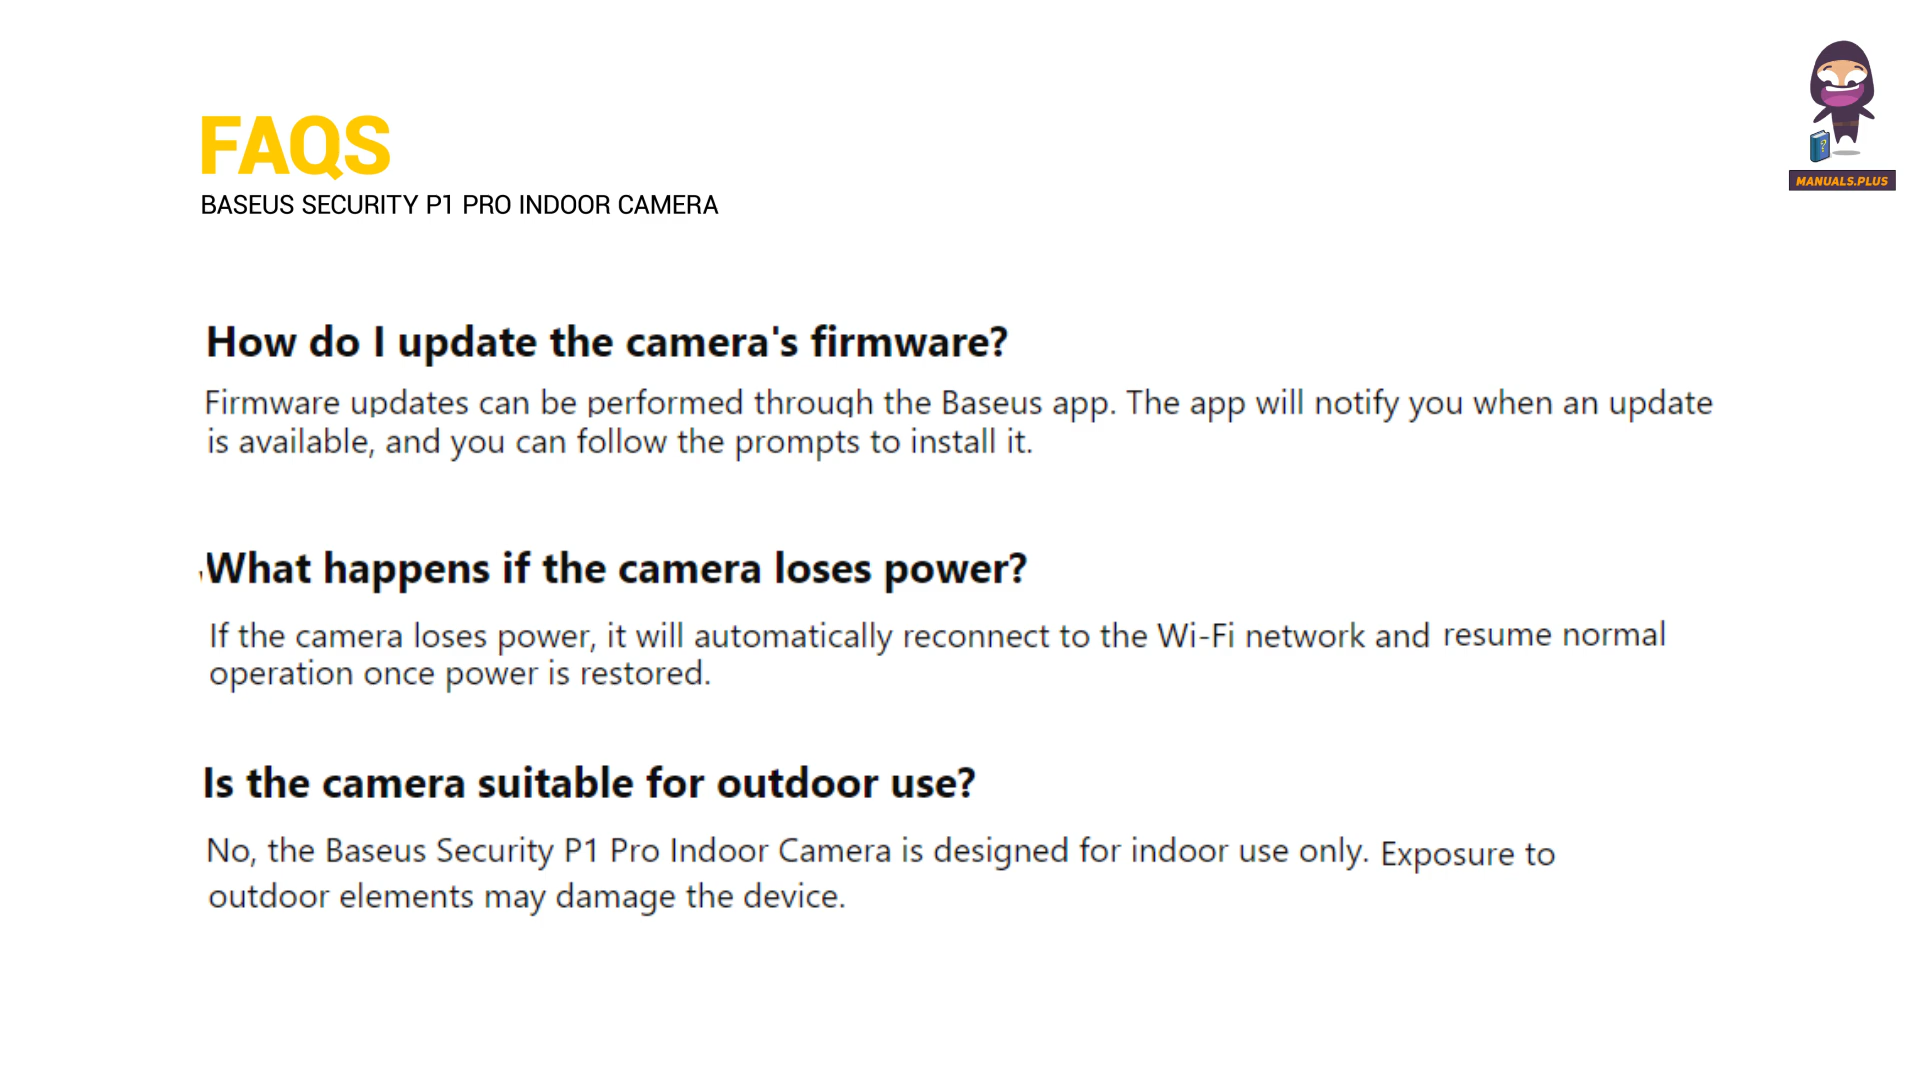 FAQS
BASEUS SECURITY P1 PRO INDOOR CAMERA
?
MANUALS.PLUS
How do I update the camera's firmware?
Firmware updates can be performed through the Baseus app. The app will notify you when an update
is available, and you can follow the prompts to install it.
What happens if the camera loses power?
If the camera loses power, it will automatically reconnect to the Wi-Fi network and resume normal
operation once power is restored.
Is the camera suitable for outdoor use?
No, the Baseus Security P1 Pro Indoor Camera is designed for indoor use only. Exposure to
outdoor elements may damage the device.